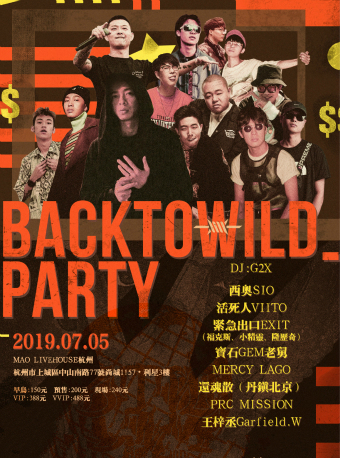 BACKTOWILD
PARTY
2019.07.05
MAO LIVEHOUSE杭州
杭州市上城區中山南路77號尚城1157·利星3樓
早鳥:150元 預售:200元 現場:240元
VIP:388元 VVIP:488元
DJ:G2X
西奧SIO
活死人VIITO
緊急出口EXIT
(福克斯、小精靈、隆歷奇)
寶石GEM老舅
MERCY LAGO
還魂散(丹鎮北京)
PRC MISSION
王梓丞Garfield.W